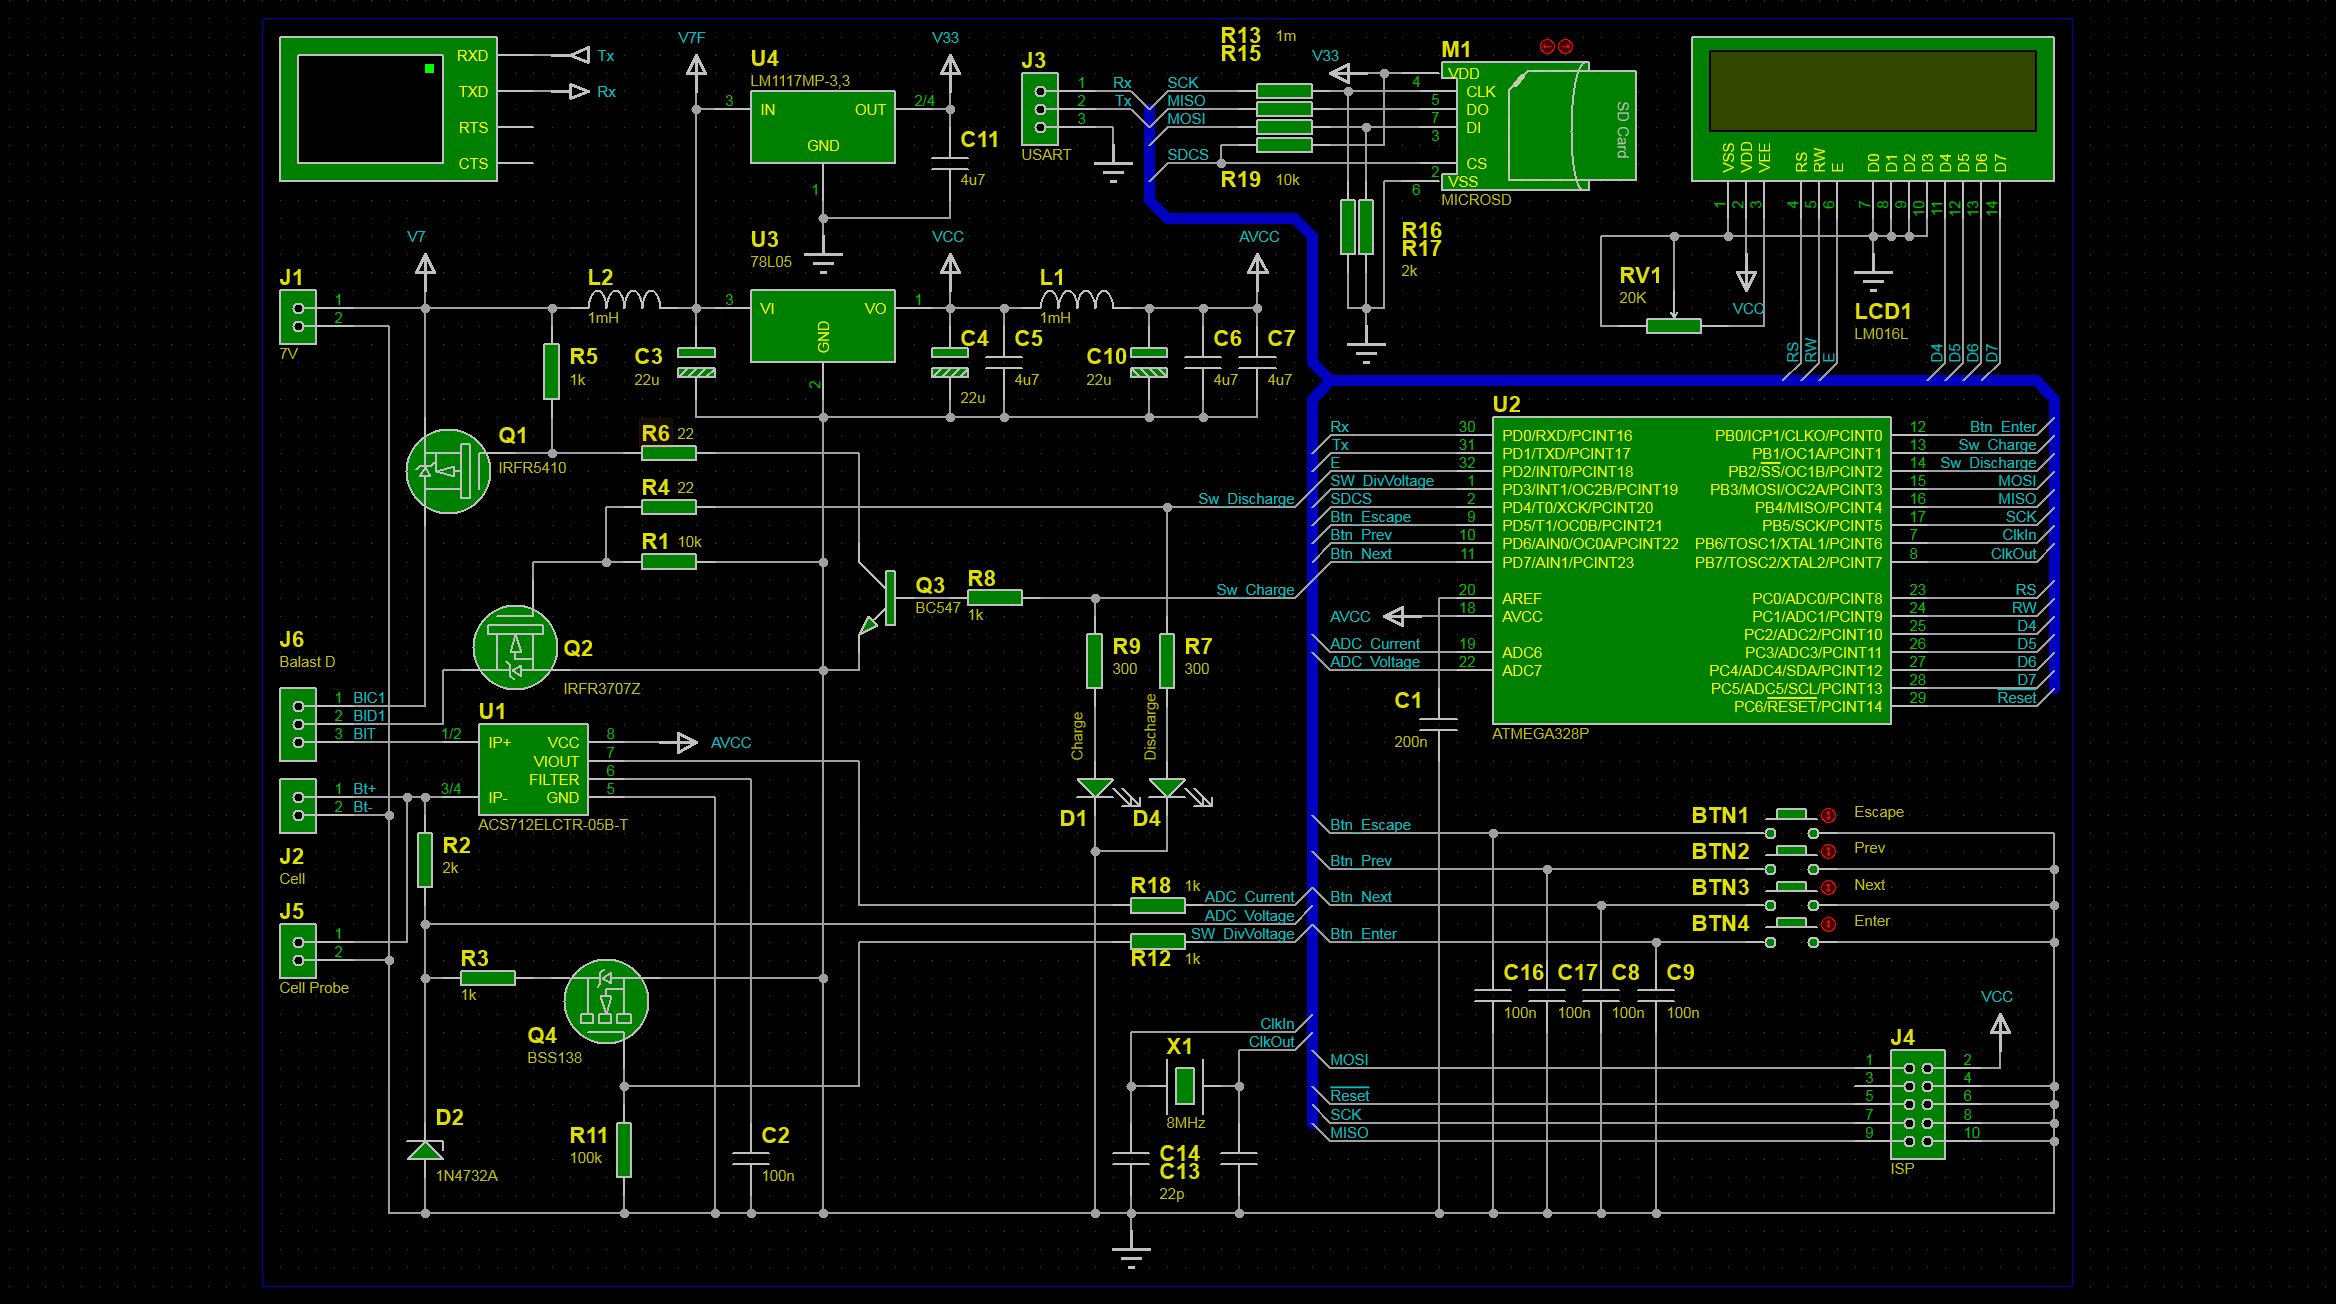 RXD
TXD
RTS
CTS
Tx
Rx
V7F
U4
LM1117MP-3,3
3
IN
OUT
2/4
GND
1
V33
C11
4u7
J3
1
2
3
USART
Rx
Tx
SCK
MISO
MOSI
SDCS
R13 1m
R15
R19 10k
V33
M1
4
5
7
3
2
6
VDD
CLK
DO
DI
CS
VSS
SD Card
MICROSD
R16
R17
2k
VSS
VDD
VEE
RS
RW
E
D0
D1
D2
D3
D4
D5
D6
D7
1
2
3
4
5
6
7
8
9
10
11
12
13
14
RV1
20K
VCC
LCD1
LM016L
RS
RW
E
D4
D5
D6
D7
J1
1
2
7V
V7
L2
1mH
R5
1k
C3
22u
U3
78L05
3
VI
VO
1
GND
2
VCC
C4
22u
C5
4u7
L1
1mH
C10
22u
C6
4u7
AVCC
C7
4u7
Q1
IRFR5410
R6 22
R4 22
R1 10k
Q2
IRFR3707Z
Q3
BC547
R8
1k
Sw_Discharge
Sw_Charge
R9
300
R7
300
Charge
Discharge
D1
D4
U2
ATMEGA328P
Rx 30 PD0/RXD/PCINT16
Tx 31 PD1/TXD/PCINT17
E 32 PD2/INT0/PCINT18
SW_DivVoltage 1 PD3/INT1/OC2B/PCINT19
SDCS 2 PD4/T0/XCK/PCINT20
Btn_Escape 9 PD5/T1/OC0B/PCINT21
Btn_Prev 10 PD6/AIN0/OC0A/PCINT22
Btn_Next 11 PD7/AIN1/PCINT23
20 AREF
AVCC 18 AVCC
ADC_Current 19 ADC6
ADC_Voltage 22 ADC7
PB0/ICP1/CLKO/PCINT0 12 Btn_Enter
PB1/OC1A/PCINT1 13 Sw_Charge
PB2/SS/OC1B/PCINT2 14 Sw_Discharge
PB3/MOSI/OC2A/PCINT3 15 MOSI
PB4/MISO/PCINT4 16 MISO
PB5/SCK/PCINT5 17 SCK
PB6/TOSC1/XTAL1/PCINT6 7 ClkIn
PB7/TOSC2/XTAL2/PCINT7 8 ClkOut
PC0/ADC0/PCINT8 23 RS
PC1/ADC1/PCINT9 24 RW
PC2/ADC2/PCINT10 25 D4
PC3/ADC3/PCINT11 26 D5
PC4/ADC4/SDA/PCINT12 27 D6
PC5/ADC5/SCL/PCINT13 28 D7
PC6/RESET/PCINT14 29 Reset
C1
200n
J6
Balast D
1 BIC1
2 BID1
3 BIT
1 Bt+
2 Bt-
J2
Cell
J5
1
2
Cell Probe
U1
1/2
3/4
IP+
IP-
VCC 8
VIOUT 7
FILTER 6
GND 5
AVCC
ACS712ELCTR-05B-T
R2
2k
R3
1k
Q4
BSS138
D2
1N4732A
R11
100k
C2
100n
R18 1k
ADC_Current
ADC_Voltage
SW_DivVoltage
R12 1k
ClkIn
ClkOut
X1
8MHz
C14
C13
22p
Btn_Escape
Btn_Prev
Btn_Next
Btn_Enter
BTN1 Escape
BTN2 Prev
BTN3 Next
BTN4 Enter
C16
100n
C17
100n
C8
100n
C9
100n
MOSI
Reset
SCK
MISO
VCC
J4
1 2
3 4
5 6
7 8
9 10
ISP